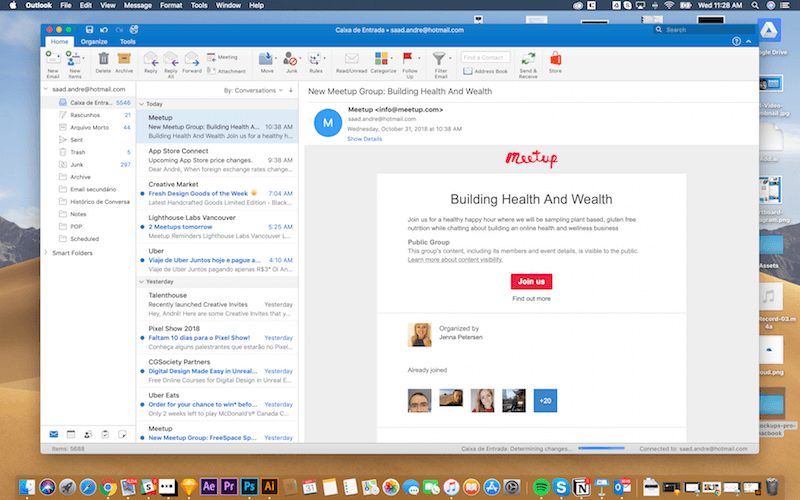 Outlook File Edit View Message Format Tools Window Help
Wed 11:28 AM
Caixa de Entrada • saad.andre@hotmail.com
Search
Home Organize Tools
New Email
New Items
Delete
Archive
Reply
Reply All
Forward
Meeting
Attachment
Move
Junk
Rules
Read/Unread
Categorize
Follow Up
Filter Email
Find a Contact
Address Book
Send & Receive
Store
saad.andre@hotmail.com
Caixa de Entra... 5546
Rascunhos 21
Arquivo Morto 44
Sent
Trash 5
Junk 297
Archive
Email secundário
Histórico de Conversa
Notes
POP
Scheduled
Smart Folders
By: Conversations
Today
Meetup
New Meetup Group: Building Health A... 10:38 AM
Building Health And Wealth Join us for a healthy h...
App Store Connect
Upcoming App Store price changes. 9:38 AM
Dear André, When foreign exchange rates change...
Creative Market
Fresh Design Goods of the Week 7:04 AM
Latest Handcrafted Goods Limited Edition - Black...
Lighthouse Labs Vancouver
2 Meetups tomorrow 5:25 AM
Meetup Reminders Lighthouse Labs Vancouver G...
Uber
Viaje de Uber Juntos hoje e pague a... 4:10 AM
Viaje de Uber Juntos pagando apenas R$3* Oi An...
Yesterday
Talenthouse
Recently launched Creative Invites Yesterday
Hey, André! Here are some Creative Invites that y...
Pixel Show 2018
Faltam 10 dias para o Pixel Show! Yesterday
Conheça alguns palestrantes que estarão no Pixel...
CGSociety Partners
Digital Design Made Easy in Unreal... Yesterday
Free Online Courses for Digital Design in Unreal E...
Uber Eats
Order for your chance to win* befor... Yesterday
Only 2 weeks left to play McDonald's® Canada C...
Meetup
New Meetup Group: FreeSpace Sp... Yesterday
New Meetup Group: Building Health And Wealth
M
Meetup <info@meetup.com>
saad.andre@hotmail.com
Wednesday, October 31, 2018 at 10:38 AM
Show Details
Meetup
Building Health And Wealth
Join us for a healthy happy hour where we will be sampling plant based, gluten free
nutrition while chatting about building an online health and wellness business
Public Group
This group's content, including its members and event details, is visible to the public.
Learn more about content visibility.
Join us
Find out more
Organized by
Jenna Petersen
Already joined
+20
Items: 5688
Caixa de Entrada: Determining changes...
Connected to: saad.andre@hotmail.com
Assets
Ae Pr Ps Ai